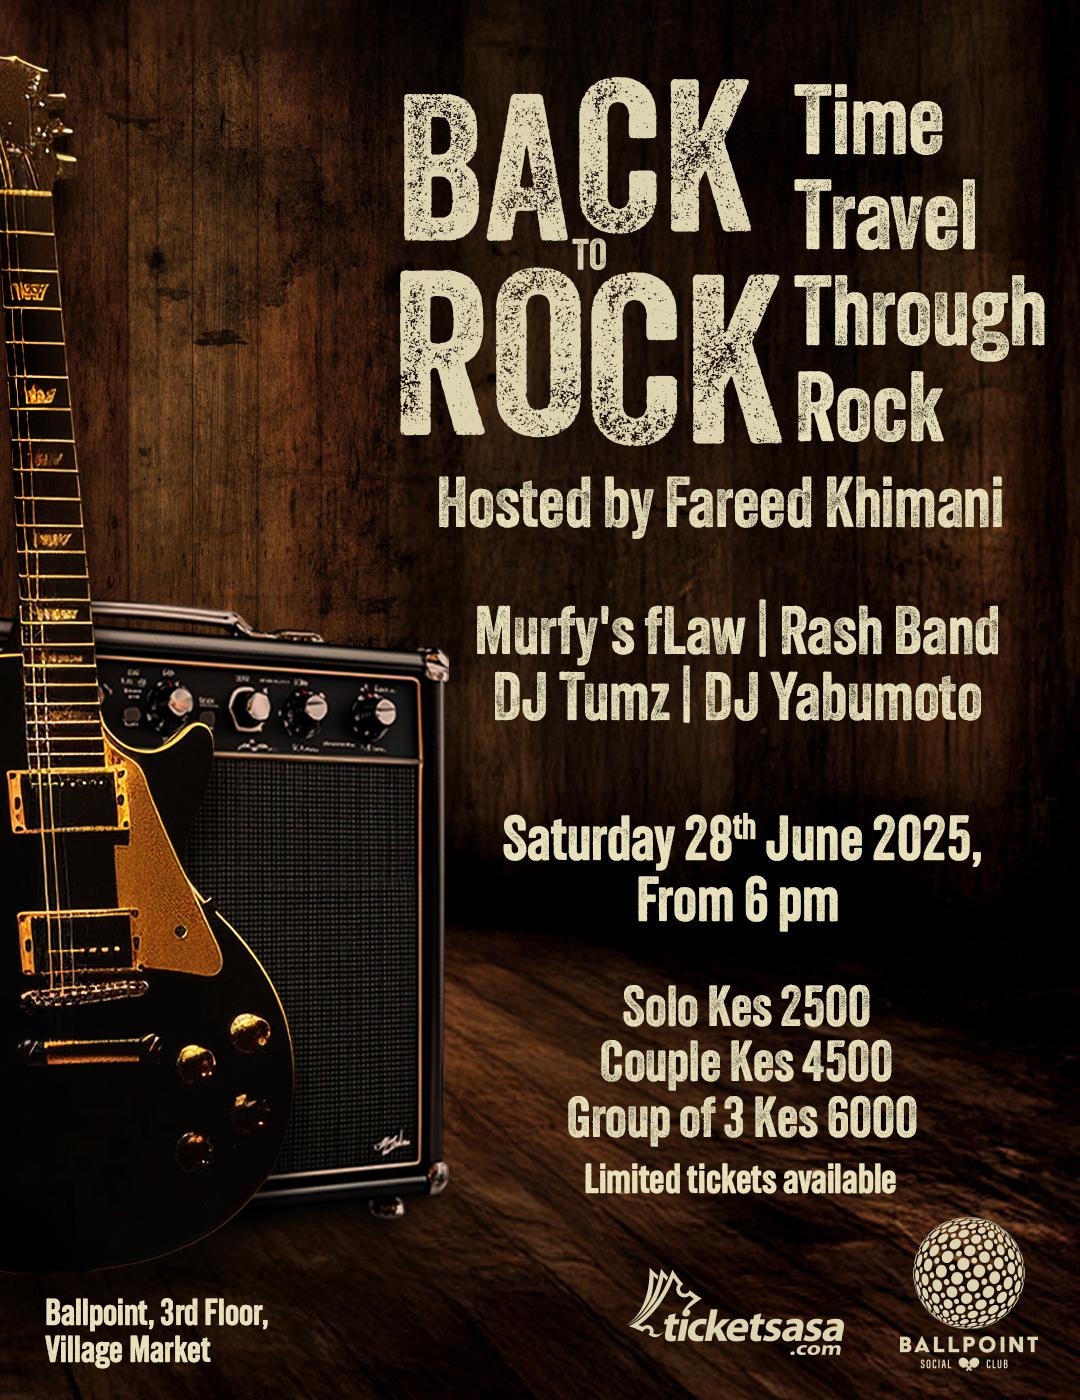 BACK
TO
ROCK
Time
Travel
Through
Rock
Hosted by Fareed Khimani
Murfy's fLaw | Rash Band
DJ Tumz | DJ Yabumoto
Saturday 28th June 2025,
From 6 pm
Solo Kes 2500
Couple Kes 4500
Group of 3 Kes 6000
Limited tickets available
Ballpoint, 3rd Floor,
Village Market
ticketsasa
.com
BALLPOINT
SOCIAL CLUB